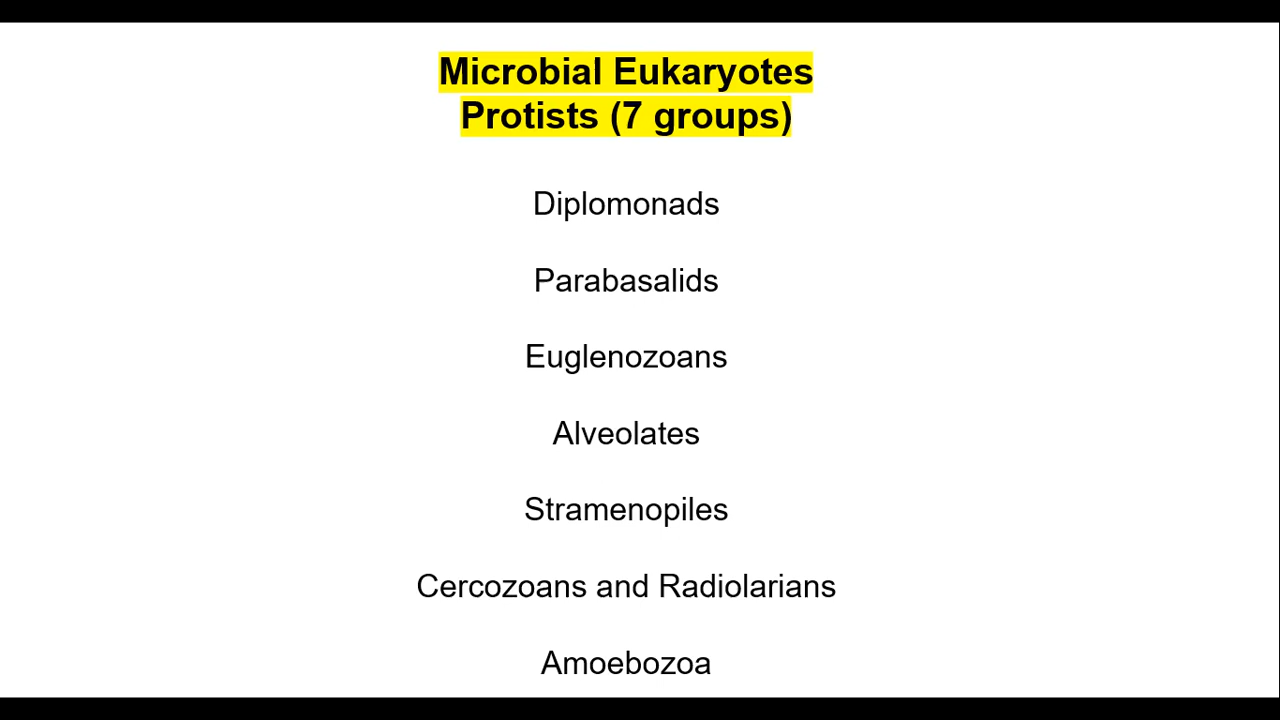 Microbial Eukaryotes
Protists (7 groups)
Diplomonads
Parabasalids
Euglenozoans
Alveolates
Stramenopiles
Cercozoans and Radiolarians
Amoebozoa